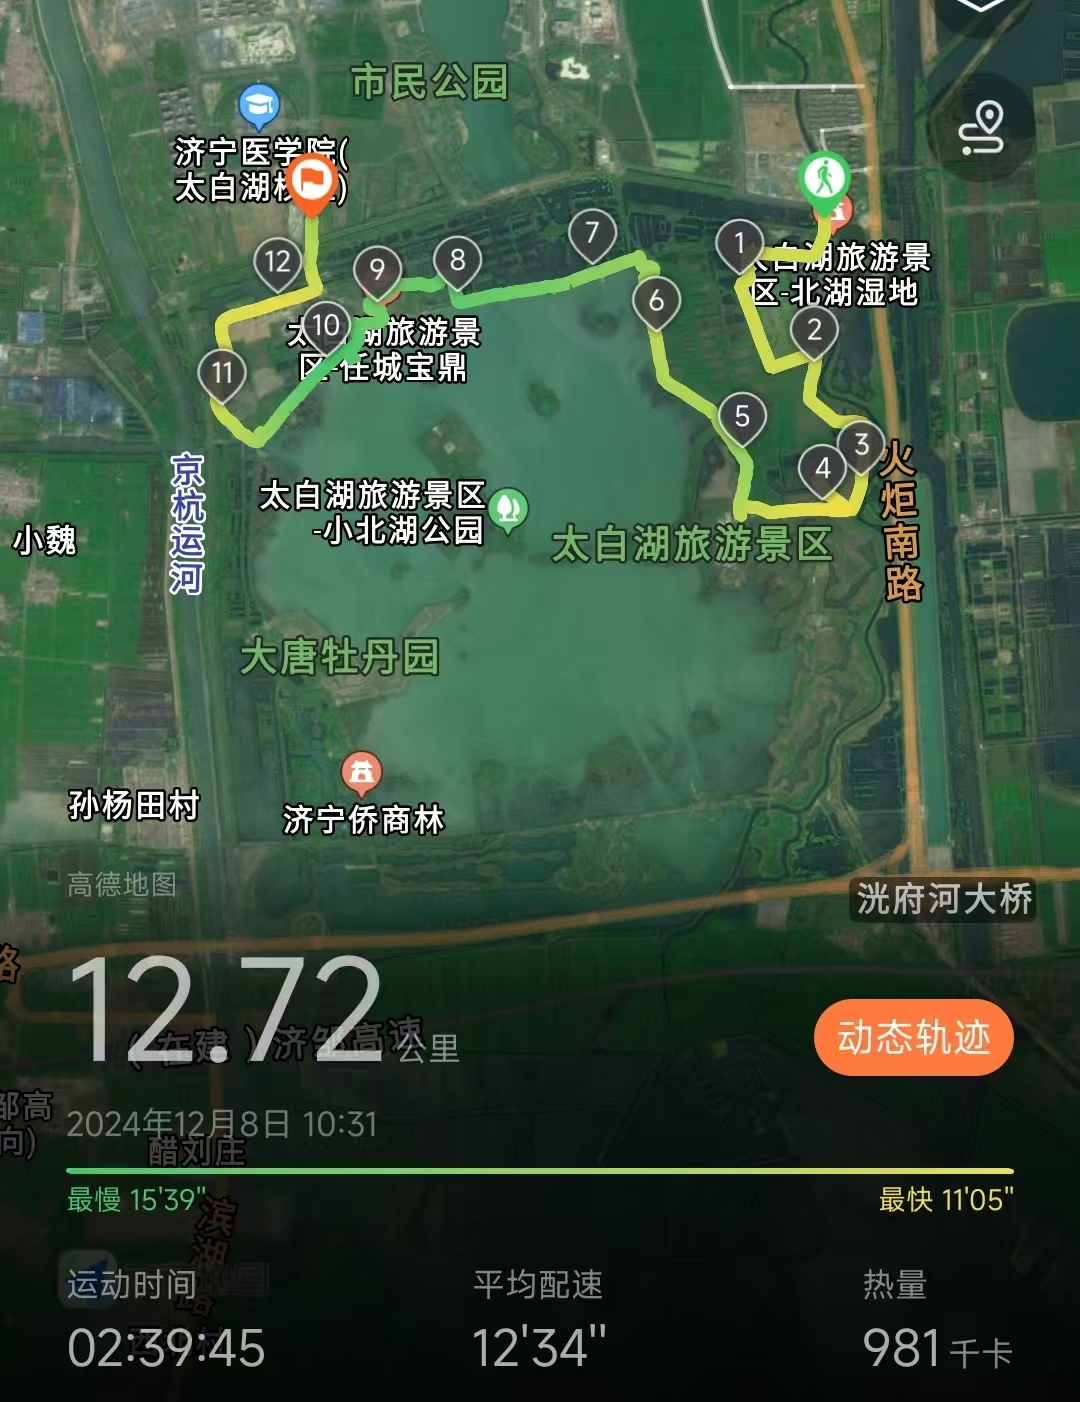 市民公园
济宁医学院(
太白湖校区)
12
9
8
7
1
太白湖旅游景
区-北湖湿地
6
2
10
太白湖旅游景
区-任城宝鼎
11
5
3
4
京杭运河
火炬南路
太白湖旅游景区
-小北湖公园
太白湖旅游景区
小魏
大唐牡丹园
孙杨田村
济宁侨商林
高德地图
洸府河大桥
路
12.72 公里
(在建)济邹高速
动态轨迹
邹高
向)
2024年12月8日 10:31
醋刘庄
最慢 15'39"
最快 11'05"
滨湖路
运动时间
平均配速
热量
02:39:45
12'34"
981 千卡